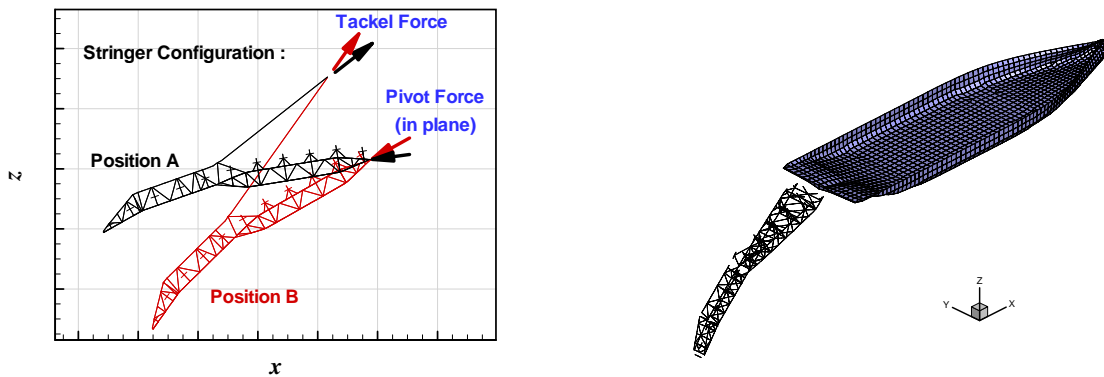 Tackel Force
Stringer Configuration :
Pivot Force
(in plane)
Position A
z
Position B
x
Z
Y
X